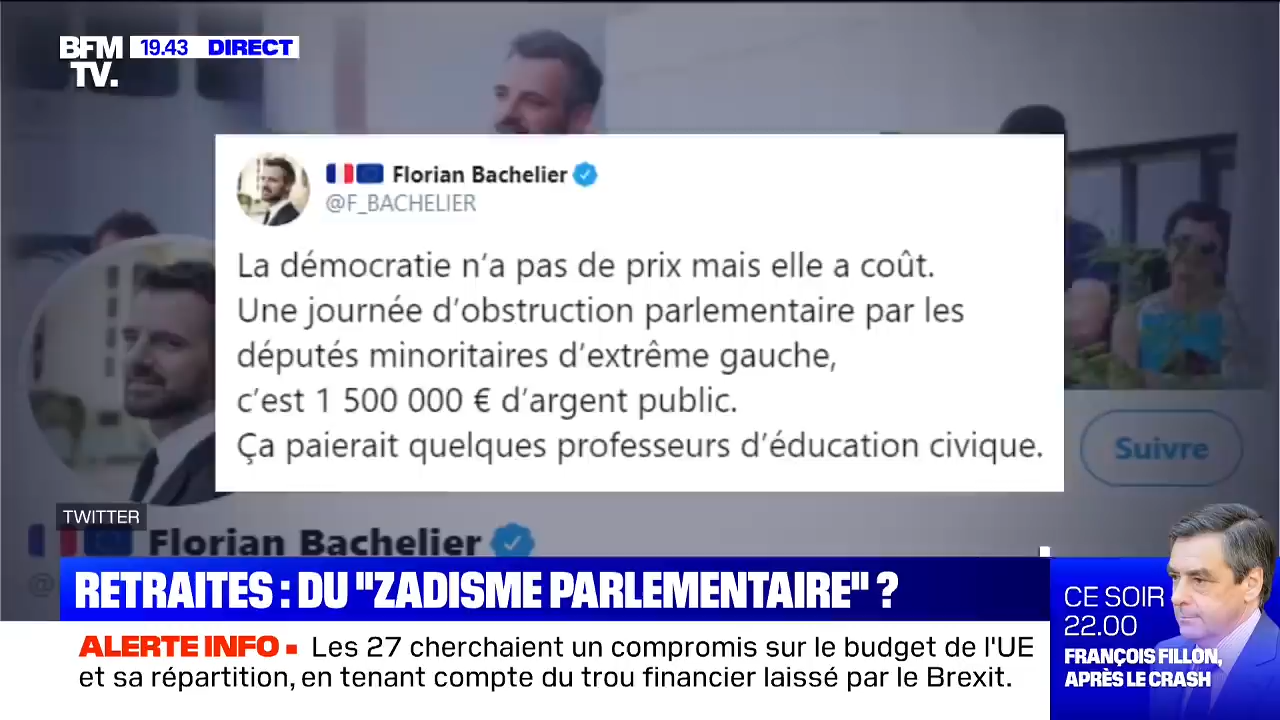 BFM
TV.
19.43 DIRECT
Florian Bachelier
@F_BACHELIER
La démocratie n'a pas de prix mais elle a coût.
Une journée d'obstruction parlementaire par les
députés minoritaires d'extrême gauche,
c'est 1 500 000 € d'argent public.
Ça paierait quelques professeurs d'éducation civique.
Suivre
TWITTER
Florian Bachelier
@
RETRAITES : DU "ZADISME PARLEMENTAIRE" ?
ALERTE INFO Les 27 cherchaient un compromis sur le budget de l'UE
et sa répartition, en tenant compte du trou financier laissé par le Brexit.
CE SOIR
22.00
FRANÇOIS FILLON,
APRÈS LE CRASH